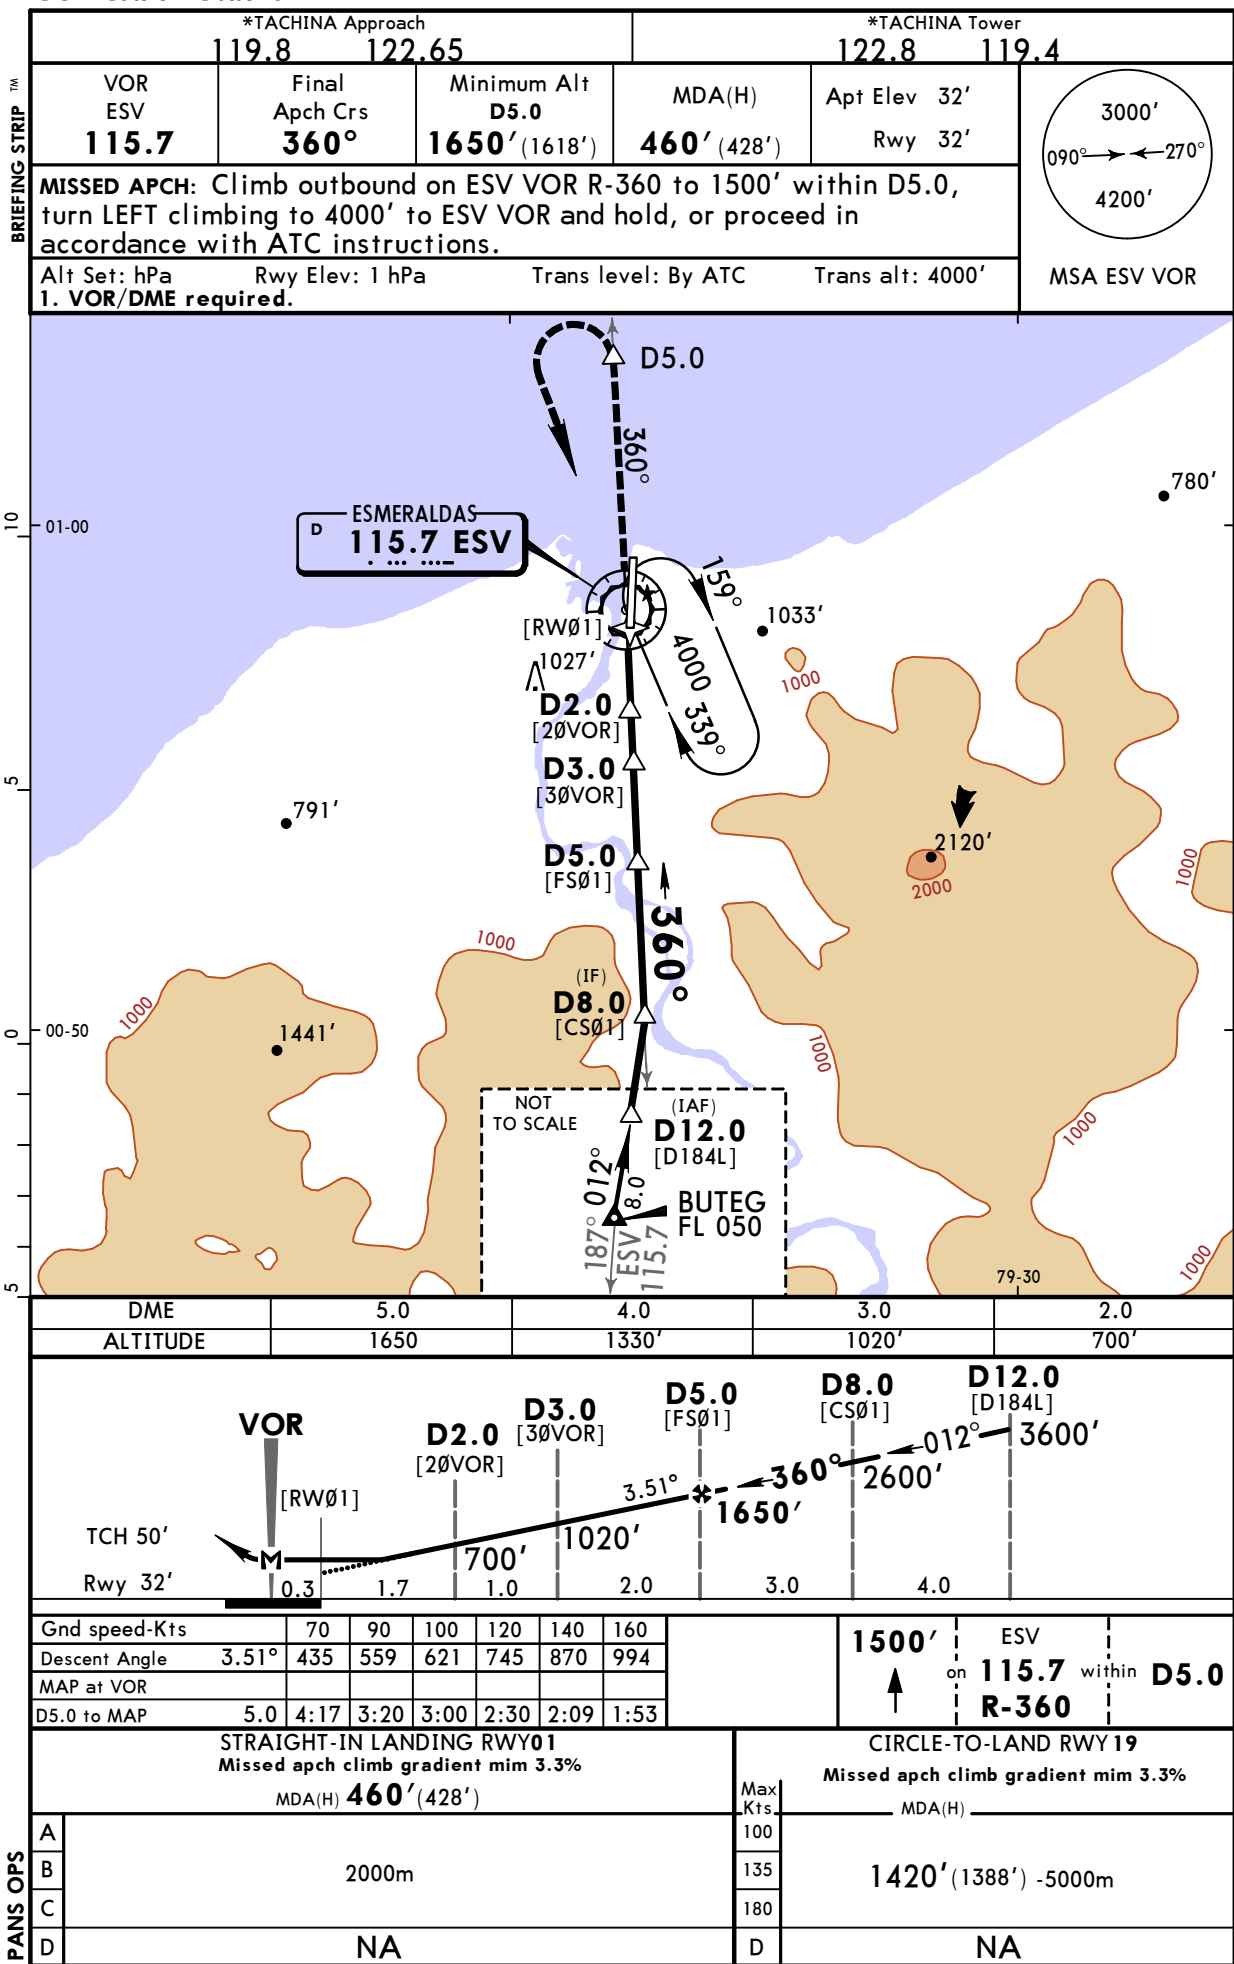 *TACHINA Approach
119.8 122.65
*TACHINA Tower
122.8 119.4
BRIEFING STRIP TM
VOR
ESV
115.7
Final
Apch Crs
360°
Minimum Alt
D5.0
1650' (1618')
MDA(H)
460' (428')
Apt Elev 32'
Rwy 32'
3000'
090° 270°
4200'
MSA ESV VOR
MISSED APCH: Climb outbound on ESV VOR R-360 to 1500' within D5.0,
turn LEFT climbing to 4000' to ESV VOR and hold, or proceed in
accordance with ATC instructions.
Alt Set: hPa Rwy Elev: 1 hPa Trans level: By ATC Trans alt: 4000'
1. VOR/DME required.
D5.0
360°
780'
10
01-00
ESMERALDAS
D 115.7 ESV
159°
1033'
[RWØ1]
1027'
4000
339°
1000
D2.0
[2ØVOR]
D3.0
[3ØVOR]
5
791'
D5.0
[FSØ1]
2120'
2000
1000
360°
1000
(IF)
D8.0
[CSØ1]
1000
0
00-50
1441'
1000
NOT
TO SCALE
(IAF)
D12.0
[D184L]
1000
012°
8.0
BUTEG
FL 050
187°
ESV
115.7
1000
79-30
5
DME 5.0 4.0 3.0 2.0
ALTITUDE 1650 1330' 1020' 700'
VOR
D2.0
[2ØVOR]
D3.0
[3ØVOR]
D5.0
[FSØ1]
D8.0
[CSØ1]
D12.0
[D184L]
012° 3600'
360° 2600'
3.51°
1650'
[RWØ1]
1020'
TCH 50'
M
700'
Rwy 32'
0.3 1.7 1.0 2.0 3.0 4.0
Gnd speed-Kts 70 90 100 120 140 160
Descent Angle 3.51° 435 559 621 745 870 994
MAP at VOR
D5.0 to MAP 5.0 4:17 3:20 3:00 2:30 2:09 1:53
1500'
on
ESV
115.7
R-360
within
D5.0
STRAIGHT-IN LANDING RWY01
Missed apch climb gradient mim 3.3%
MDA(H) 460' (428')
CIRCLE-TO-LAND RWY 19
Missed apch climb gradient mim 3.3%
Max
Kts
MDA(H)
A
B
C
D
2000m
NA
100
135
180
D
1420' (1388') -5000m
NA
PANS OPS